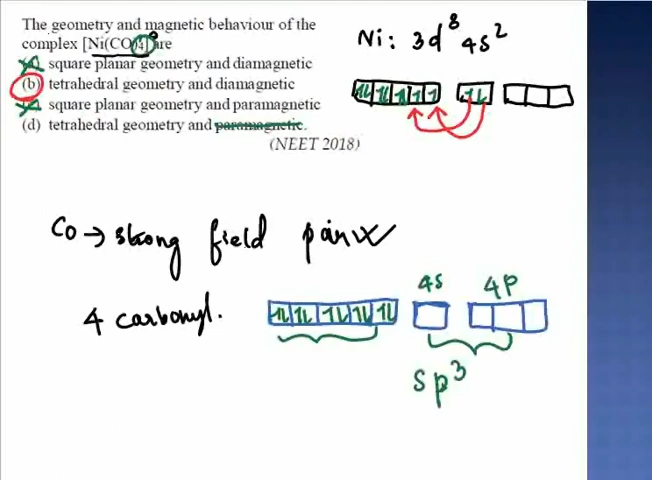 The geometry and magnetic behaviour of the
complex [Ni(CO)4]⁰ are
square planar geometry and diamagnetic
(b) tetrahedral geometry and diamagnetic
square planar geometry and paramagnetic
(d) tetrahedral geometry and paramagnetic.
(NEET 2018)
Ni: 3d⁸ 4s²
CO → strong field
4 carbonyl.
4s 4p
sp³